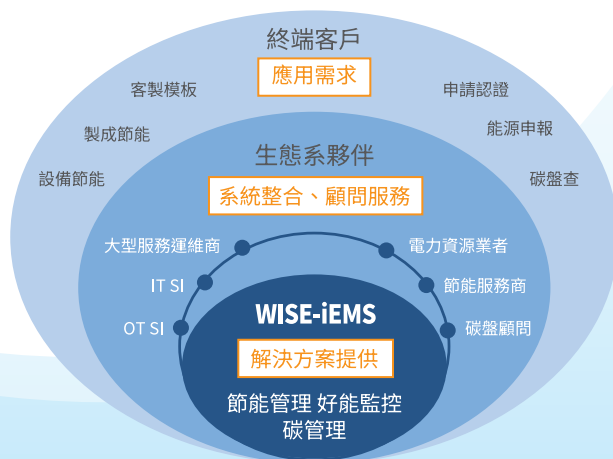 終端客戶
應用需求
客製模板
申請認證
製成節能
能源申報
設備節能
碳盤查
生態系夥伴
系統整合、顧問服務
大型服務運維商
電力資源業者
IT SI
節能服務商
OT SI
碳盤顧問
WISE-iEMS
解決方案提供
節能管理 好能監控
碳管理